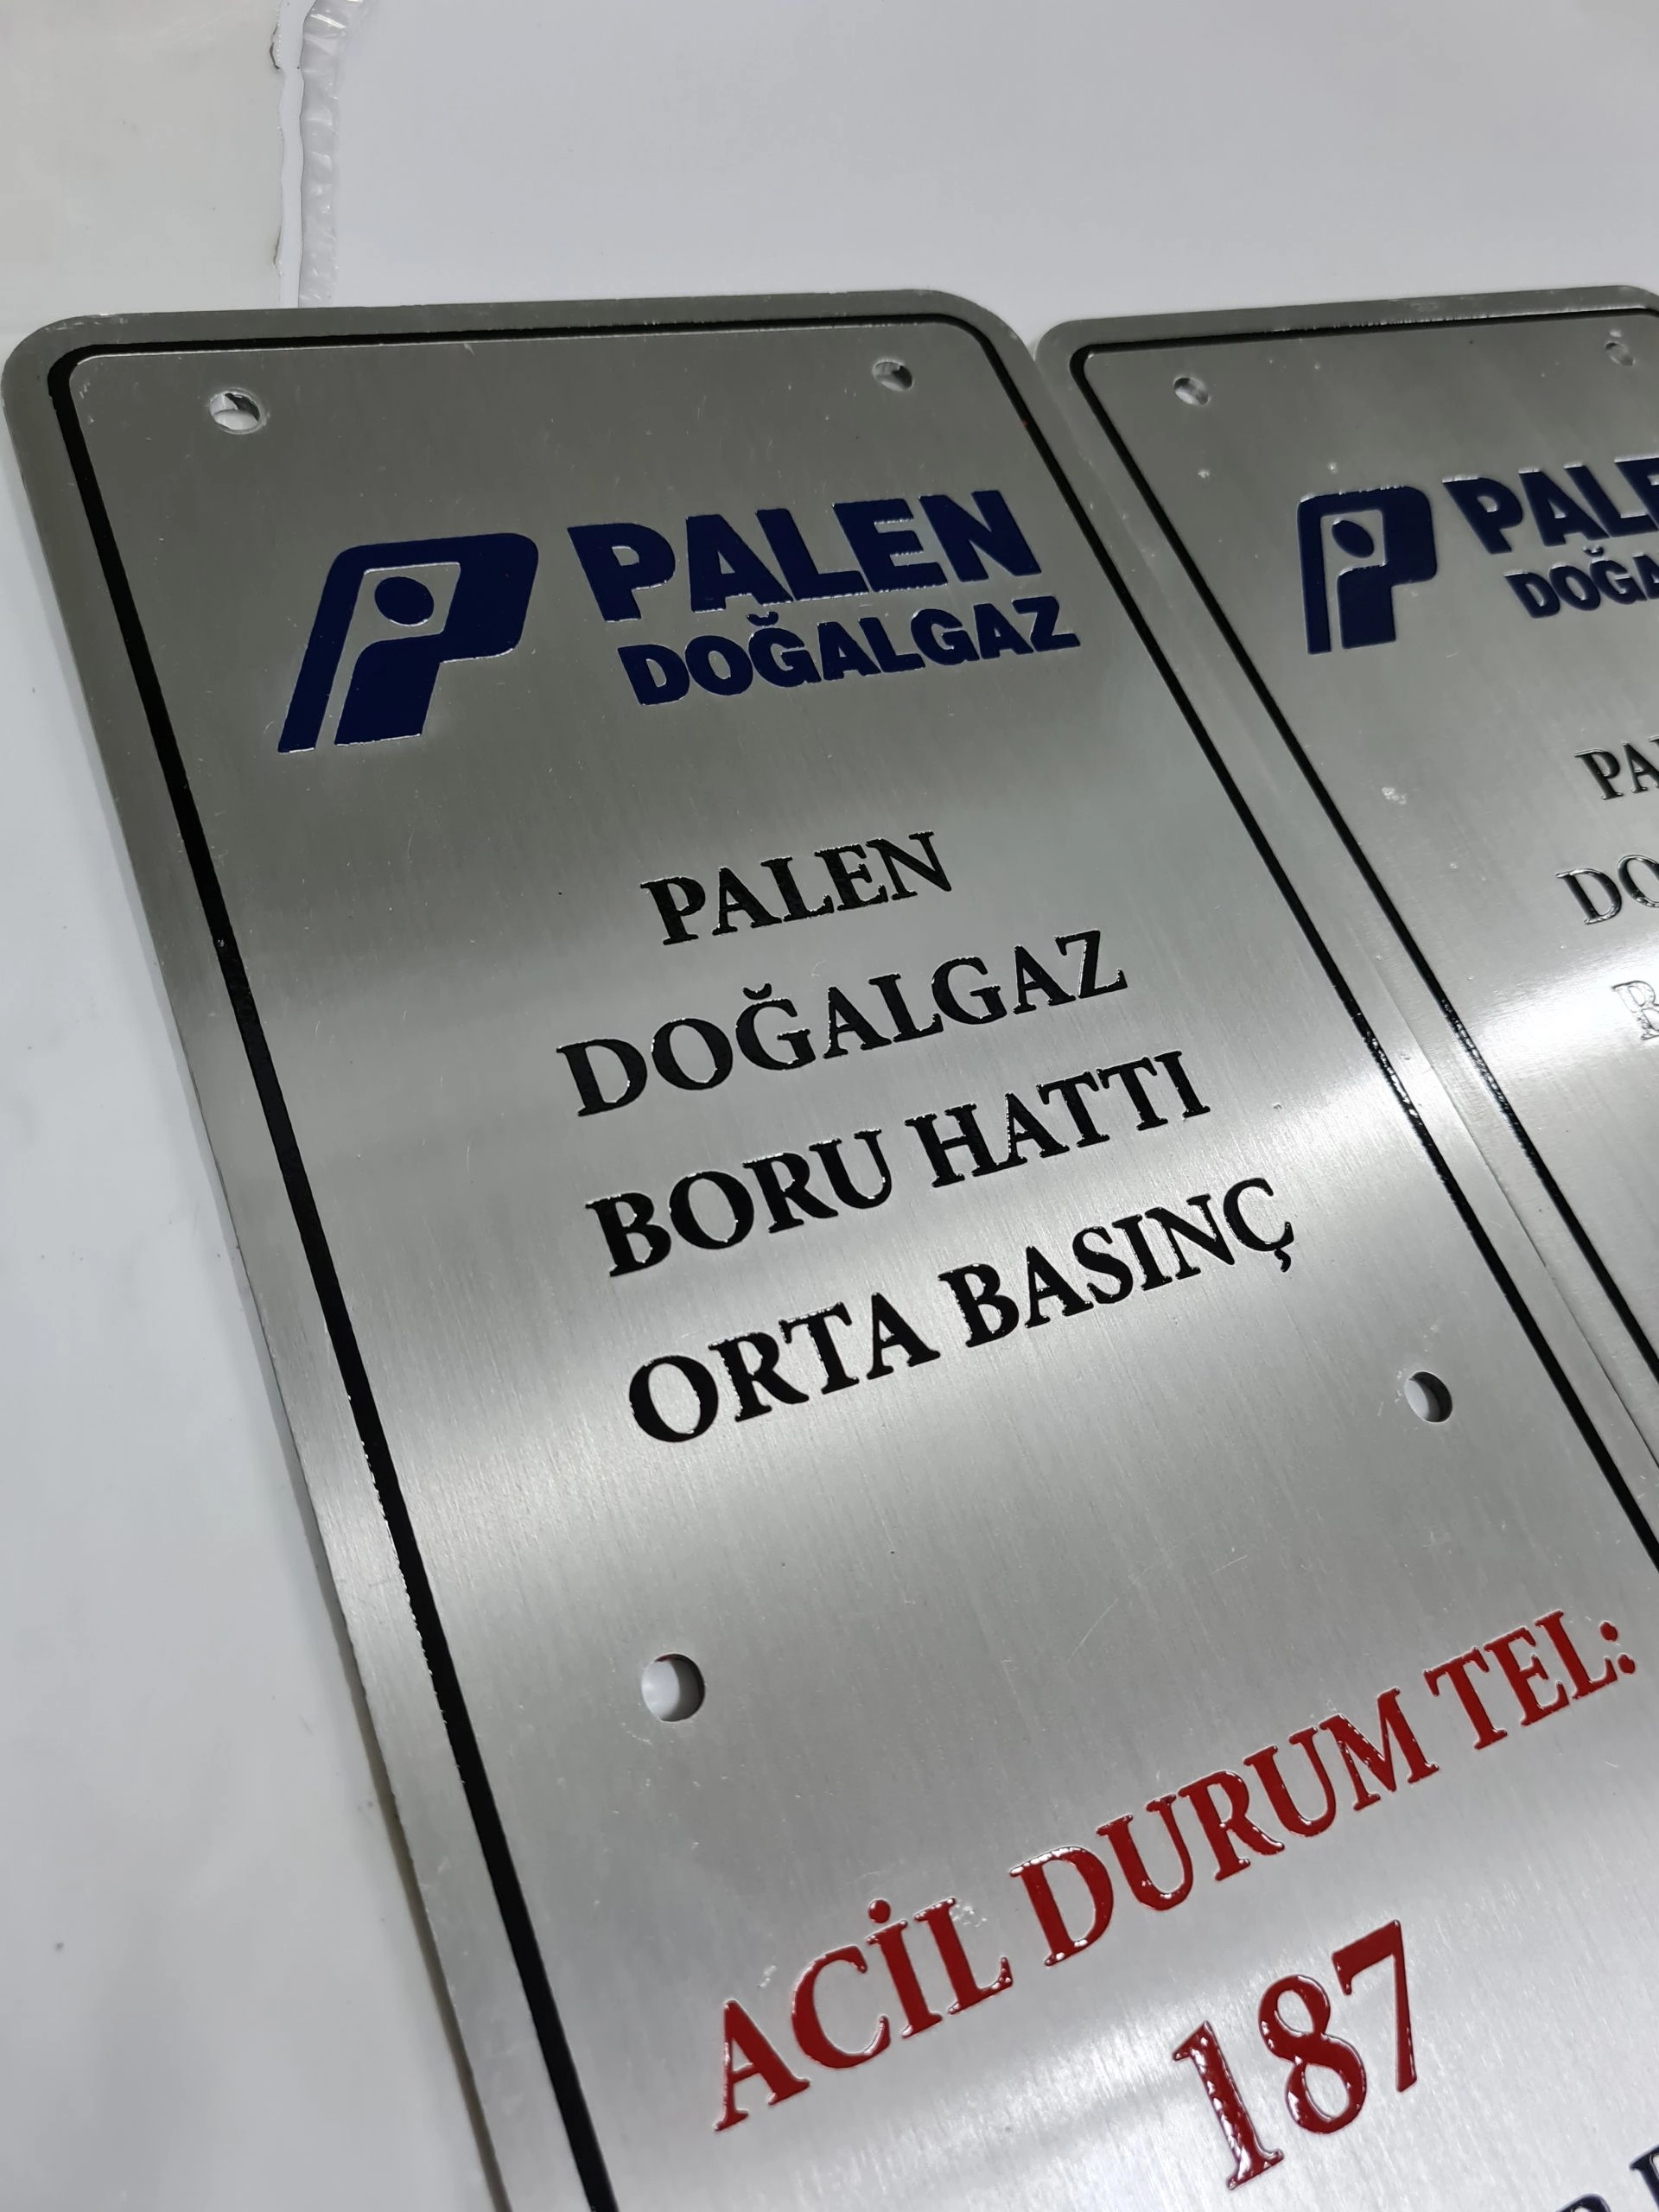 PALEN
DOĞALGAZ
PALEN
DOĞALGAZ
BORU HATTI
ORTA BASINÇ
ACİL DURUM TEL:
187